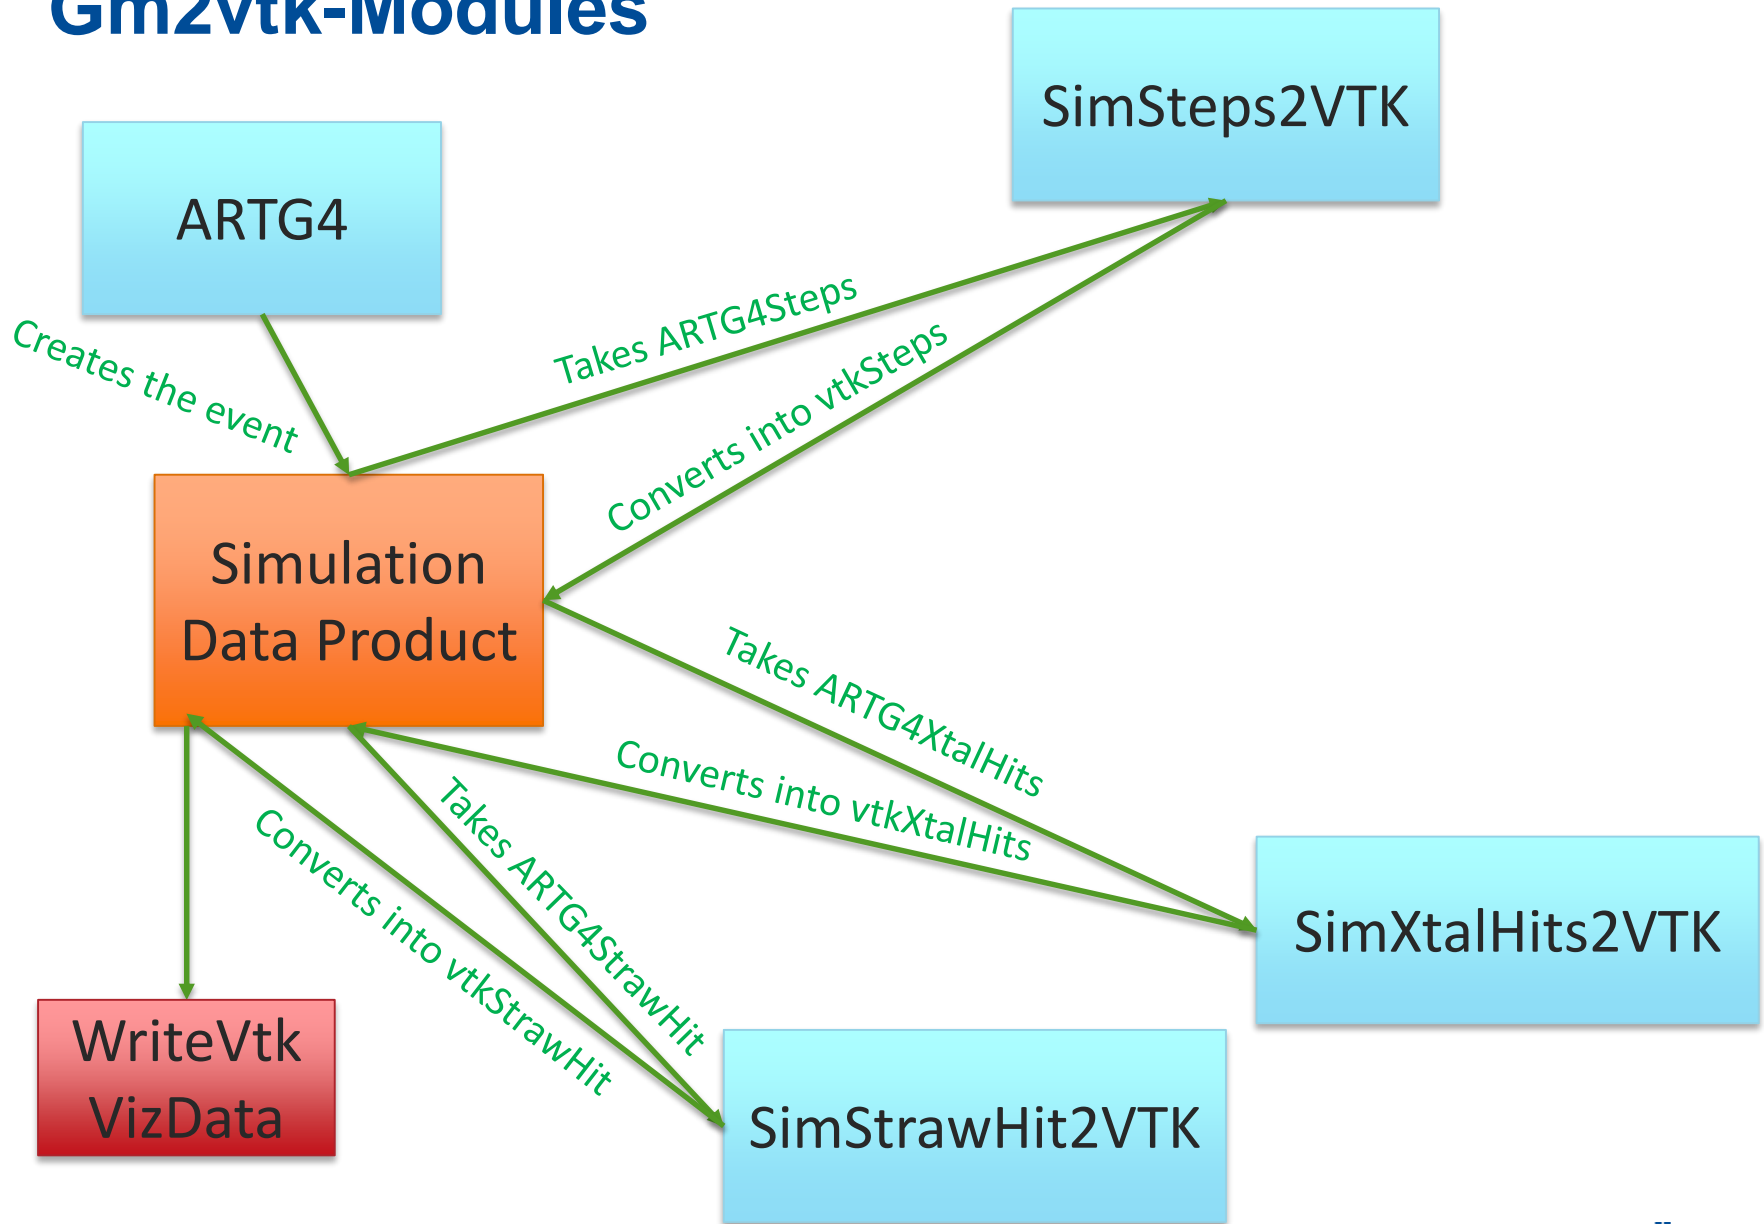 Gm2vtk-Modules
SimSteps2VTK
ARTG4
Creates the event
Takes ARTG4Steps
Converts into vtkSteps
Simulation
Data Product
Takes ARTG4XtalHits
Converts into vtkXtalHits
Takes ARTG4StrawHit
Converts into vtkStrawHit
SimXtalHits2VTK
WriteVtk
VizData
SimStrawHit2VTK